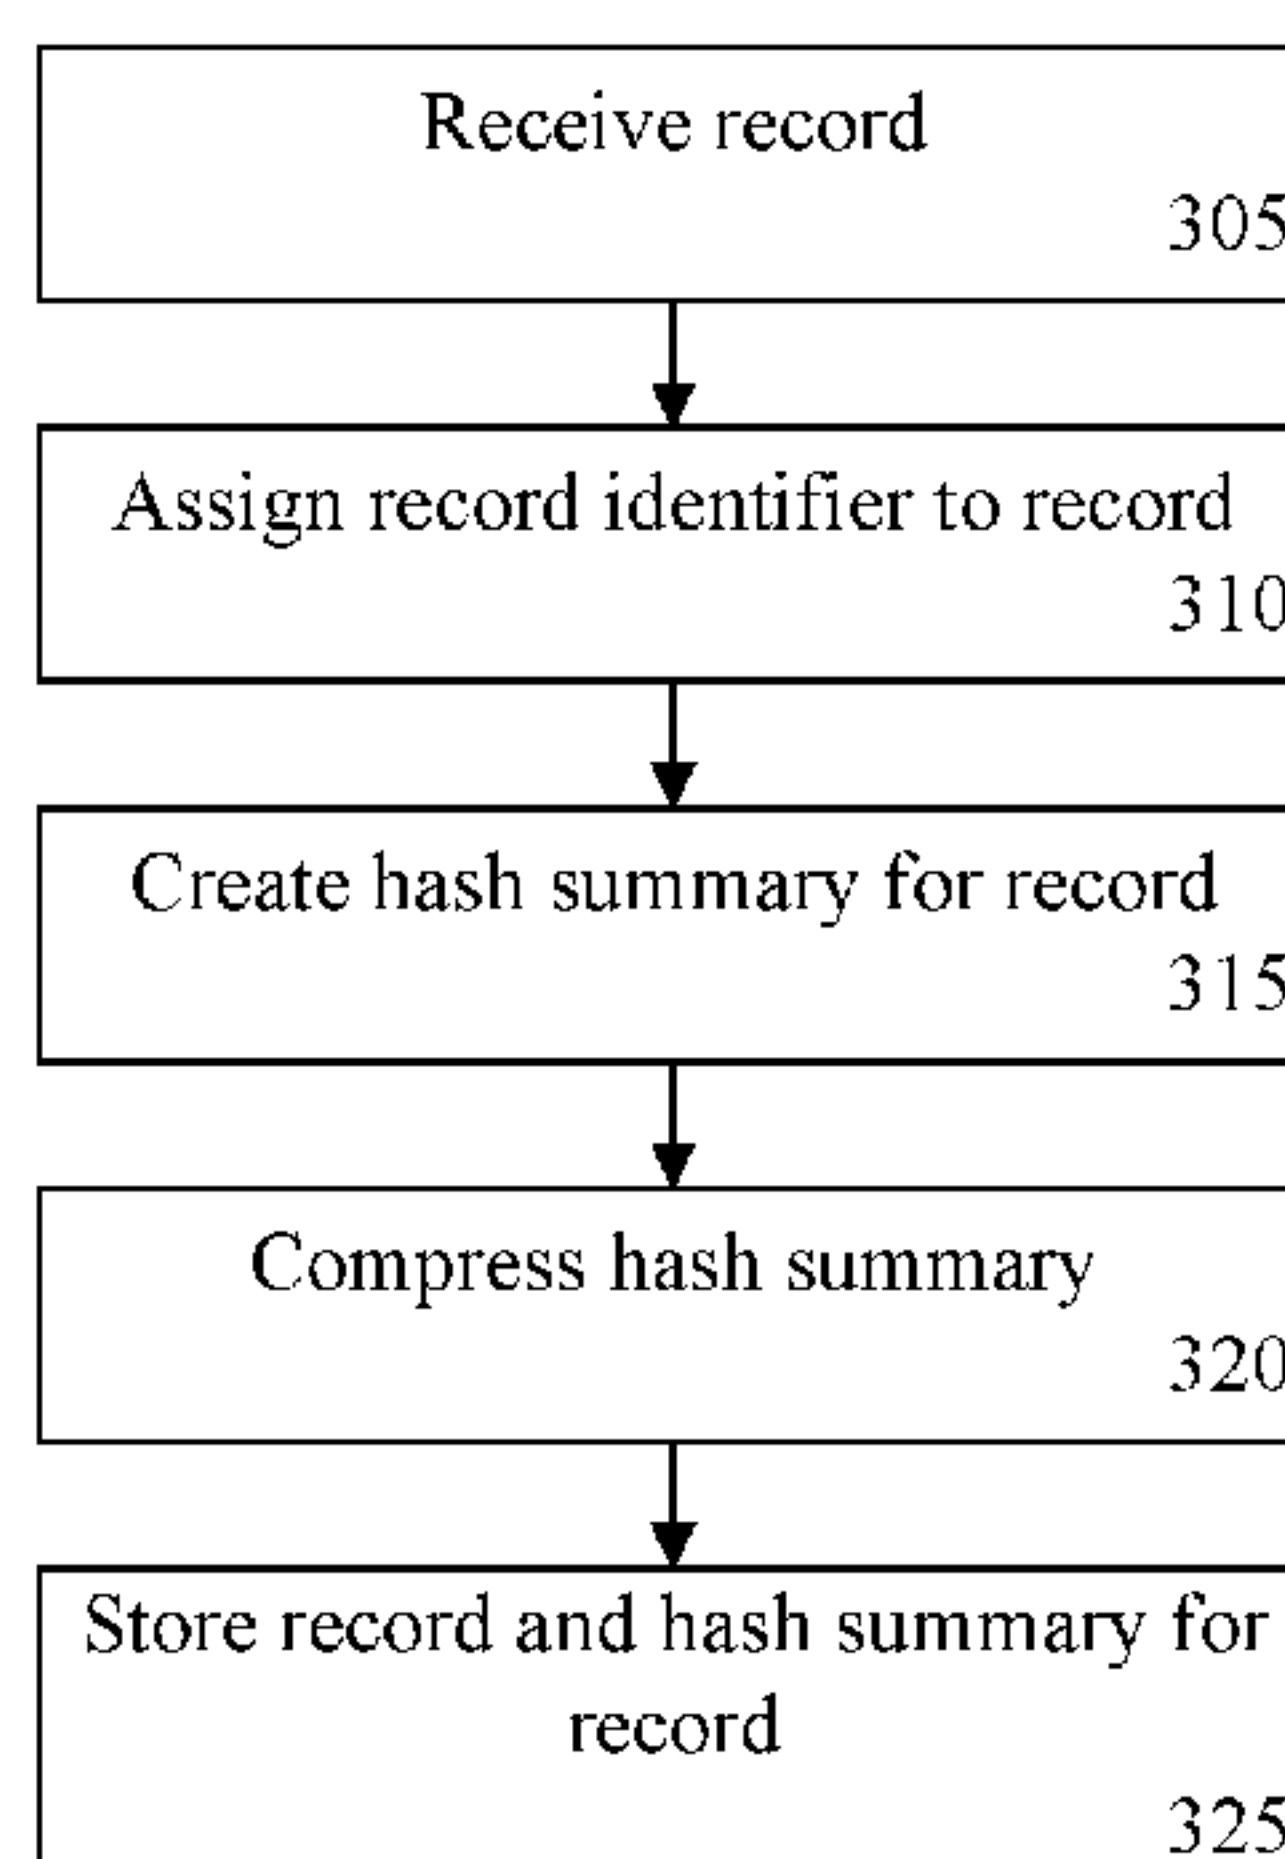 Receive record
305
Assign record identifier to record
310
Create hash summary for record
315
Compress hash summary
320
Store record and hash summary for
record
325